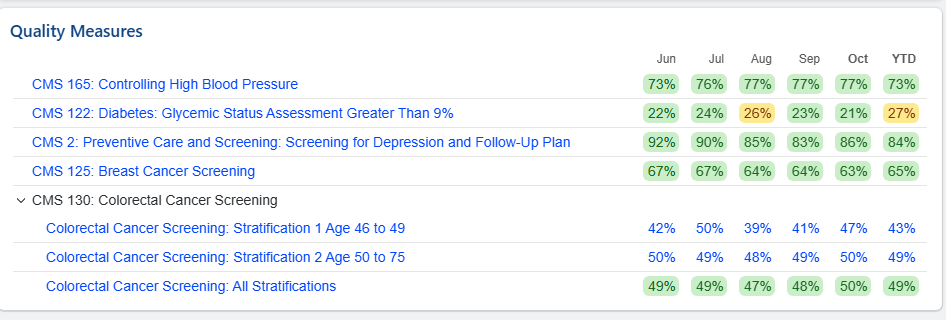 Quality Measures
Jun Jul Aug Sep Oct YTD
CMS 165: Controlling High Blood Pressure 73% 76% 77% 77% 77% 73%
CMS 122: Diabetes: Glycemic Status Assessment Greater Than 9% 22% 24% 26% 23% 21% 27%
CMS 2: Preventive Care and Screening: Screening for Depression and Follow-Up Plan 92% 90% 85% 83% 86% 84%
CMS 125: Breast Cancer Screening 67% 67% 64% 64% 63% 65%
CMS 130: Colorectal Cancer Screening
Colorectal Cancer Screening: Stratification 1 Age 46 to 49 42% 50% 39% 41% 47% 43%
Colorectal Cancer Screening: Stratification 2 Age 50 to 75 50% 49% 48% 49% 50% 49%
Colorectal Cancer Screening: All Stratifications 49% 49% 47% 48% 50% 49%